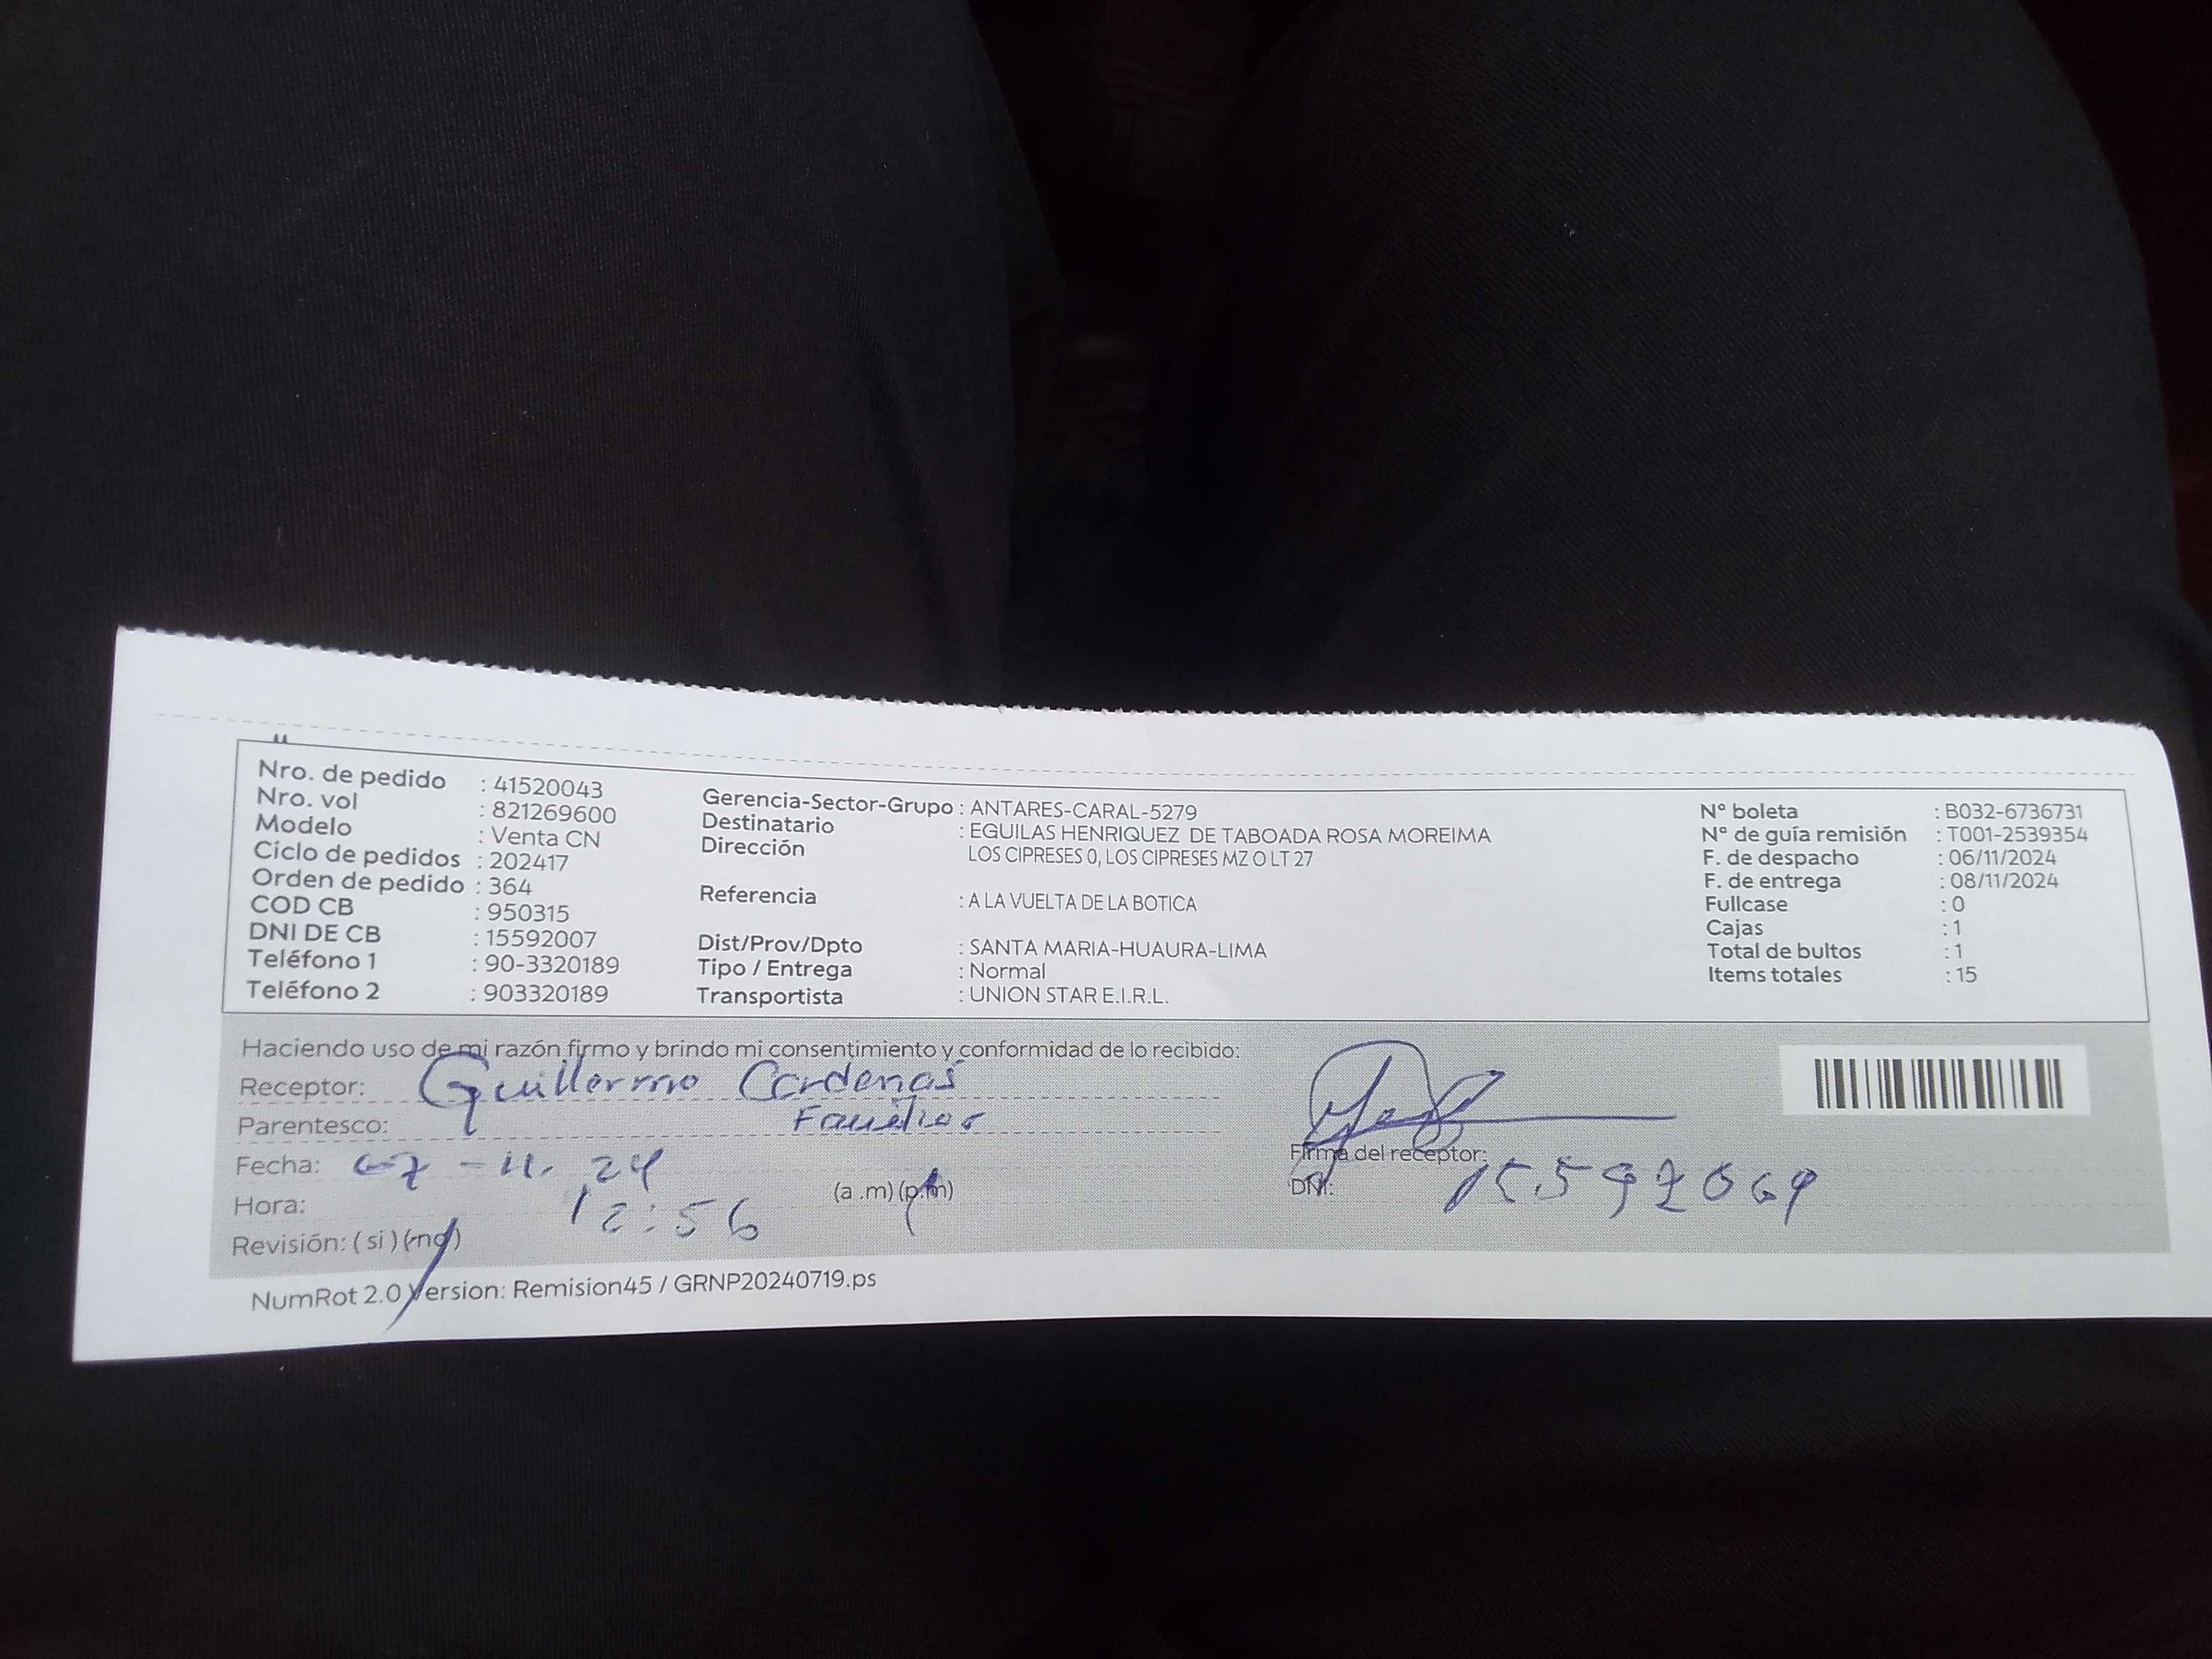 Nro. de pedido : 41520043
Nro. vol : 821269600
Modelo : Venta CN
Ciclo de pedidos : 202417
Orden de pedido : 364
COD CB : 950315
DNI DE CB : 15592007
Teléfono 1 : 90-3320189
Teléfono 2 : 903320189
Gerencia-Sector-Grupo : ANTARES-CARAL-5279
Destinatario : EGUILAS HENRIQUEZ DE TABOADA ROSA MOREIMA
Dirección LOS CIPRESES 0, LOS CIPRESES MZ O LT 27
Referencia : A LA VUELTA DE LA BOTICA
Dist/Prov/Dpto : SANTA MARIA-HUAURA-LIMA
Tipo / Entrega : Normal
Transportista : UNION STAR E.I.R.L.
N° boleta : B032-6736731
N° de guía remisión : T001-2539354
F. de despacho : 06/11/2024
F. de entrega : 08/11/2024
Fullcase : 0
Cajas : 1
Total de bultos : 1
Items totales : 15
Haciendo uso de mi razón firmo y brindo mi consentimiento y conformidad de lo recibido:
Receptor: Guillermo Cardenas
Parentesco: Familiar
Fecha: 07-11.24
Hora: 12:56 (a .m) (p.m)
Revisión: ( si ) ( no )
Firma del receptor:
DNI: 15592069
NumRot 2.0 Version: Remision45 / GRNP20240719.ps